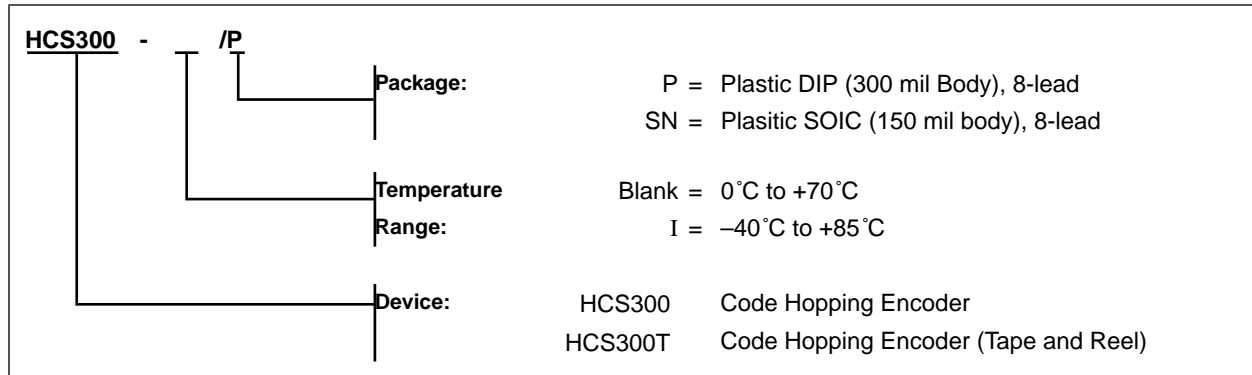 HCS300 - /P
Package: P = Plastic DIP (300 mil Body), 8-lead
SN = Plasitic SOIC (150 mil body), 8-lead
Temperature Blank = 0˚C to +70˚C
Range: I = –40˚C to +85˚C
Device: HCS300 Code Hopping Encoder
HCS300T Code Hopping Encoder (Tape and Reel)